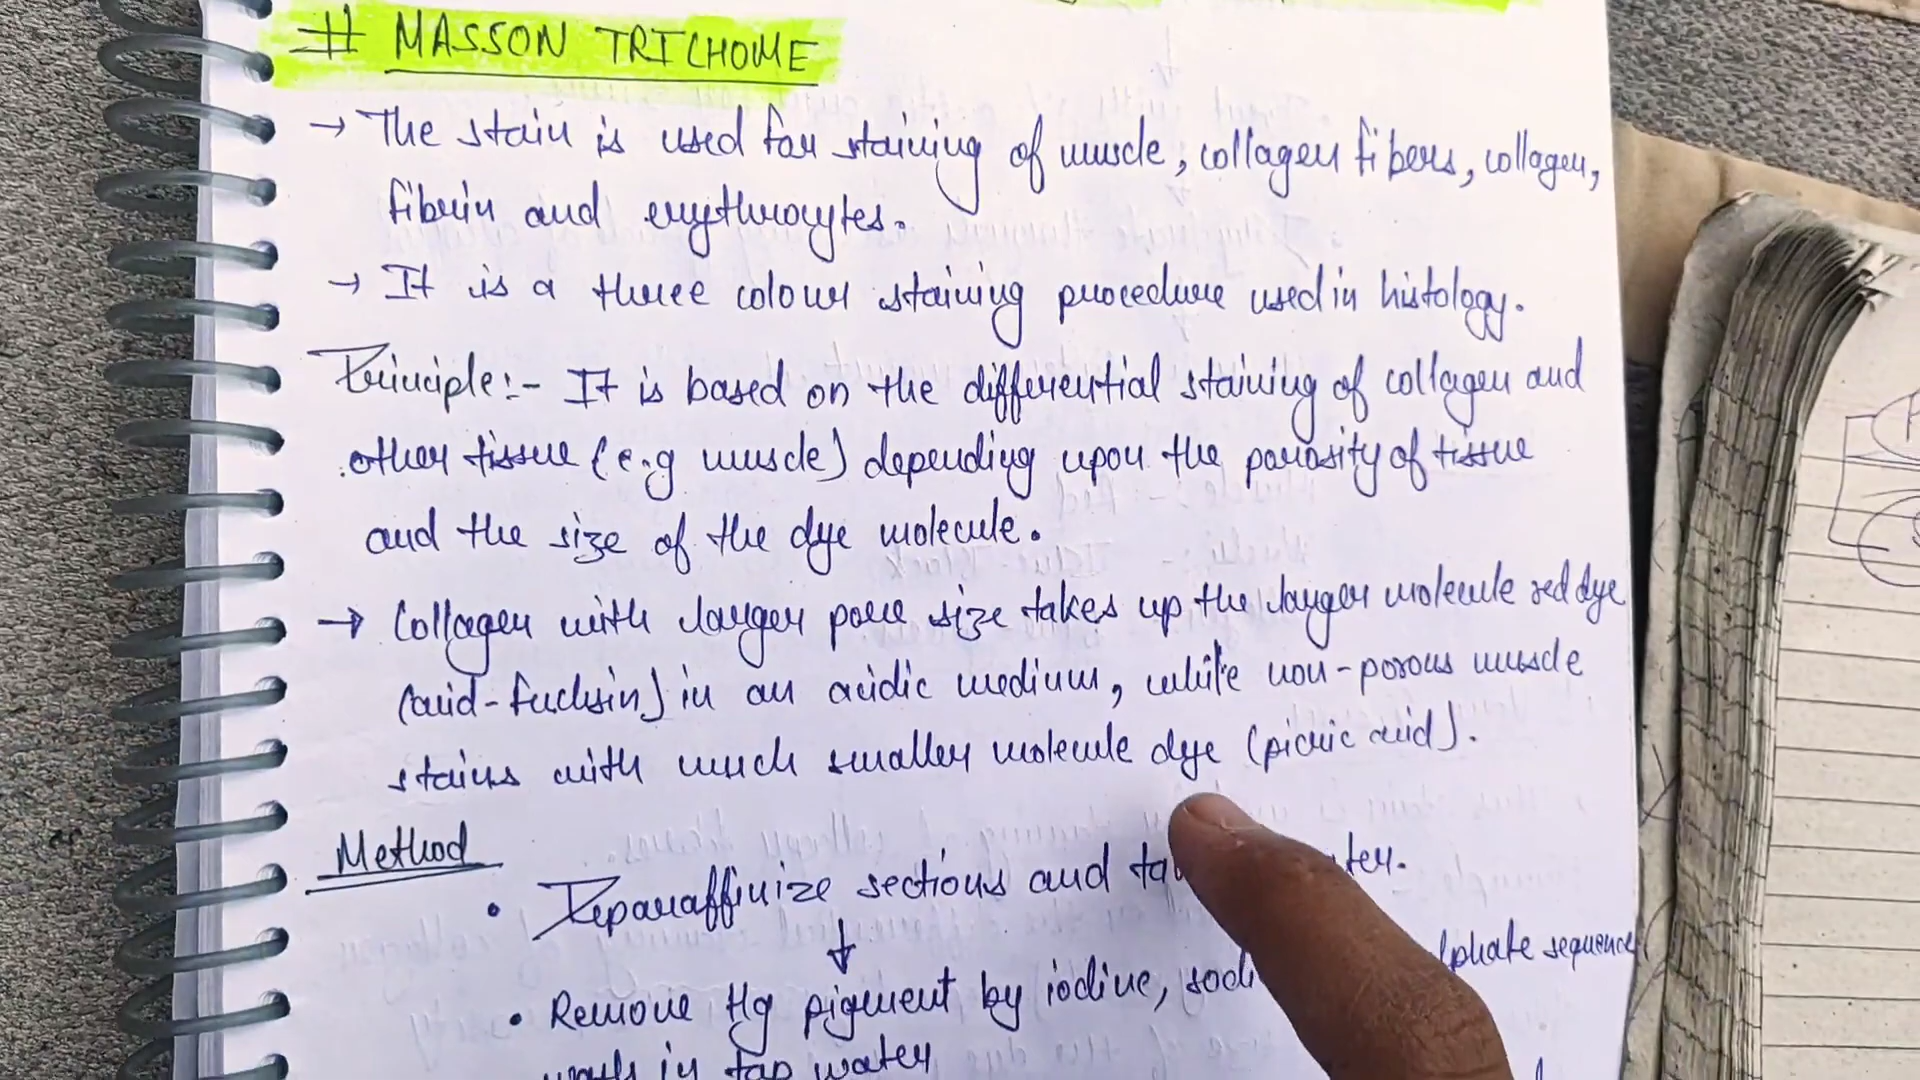 # MASSON TRICHOME
→ The stain is used for staining of muscle, collagen fibers, collagen,
fibrin and erythrocytes.
→ It is a three colour staining procedure used in histology.
Principle:- It is based on the differential staining of collagen and
other tissue (e.g muscle) depending upon the porosity of tissue
and the size of the dye molecule.
→ Collagen with larger pore size takes up the larger molecule red dye
(acid-fuchsin) in an acidic medium, while non-porous muscle
stains with much smaller molecule dye (picric acid).
Method
• Deparaffinize sections and
↓
• Remove Hg pigment by iodine, sequence
wash in tap water